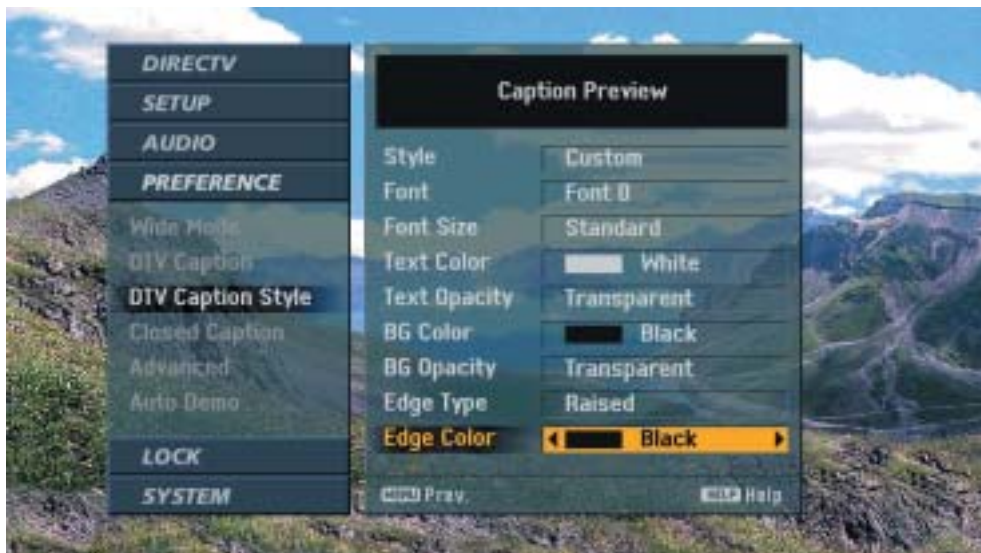 DIRECTV
SETUP
AUDIO
PREFERENCE
Wide Mode
DTV Caption
DTV Caption Style
Closed Caption
Advanced
Auto Demo
LOCK
SYSTEM
Caption Preview
Style Custom
Font Font 0
Font Size Standard
Text Color White
Text Opacity Transparent
BG Color Black
BG Opacity Transparent
Edge Type Raised
Edge Color Black
MENU Prev. HELP Help